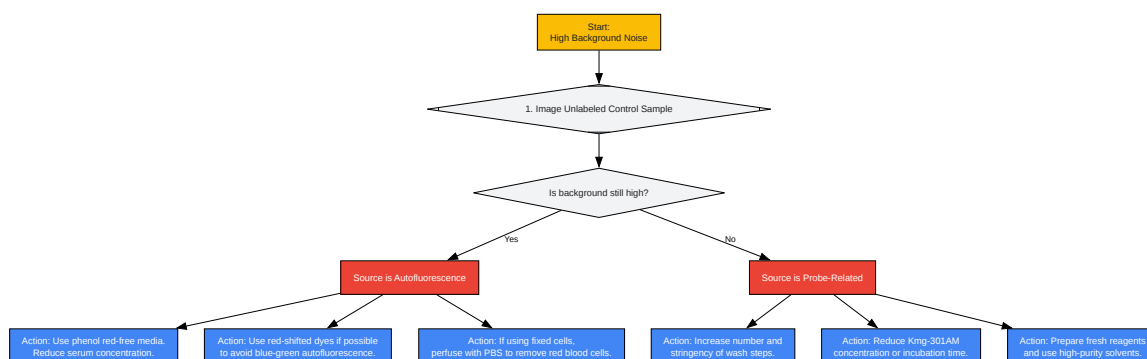 Start:
High Background Noise
1. Image Unlabeled Control Sample
Is background still high?
Yes
No
Source is Autofluorescence
Source is Probe-Related
Action: Use phenol red-free media.
Reduce serum concentration.
Action: Use red-shifted dyes if possible
to avoid blue-green autofluorescence.
Action: If using fixed cells,
perfuse with PBS to remove red blood cells.
Action: Increase number and
stringency of wash steps.
Action: Reduce Kmg-301AM
concentration or incubation time.
Action: Prepare fresh reagents
and use high-purity solvents.